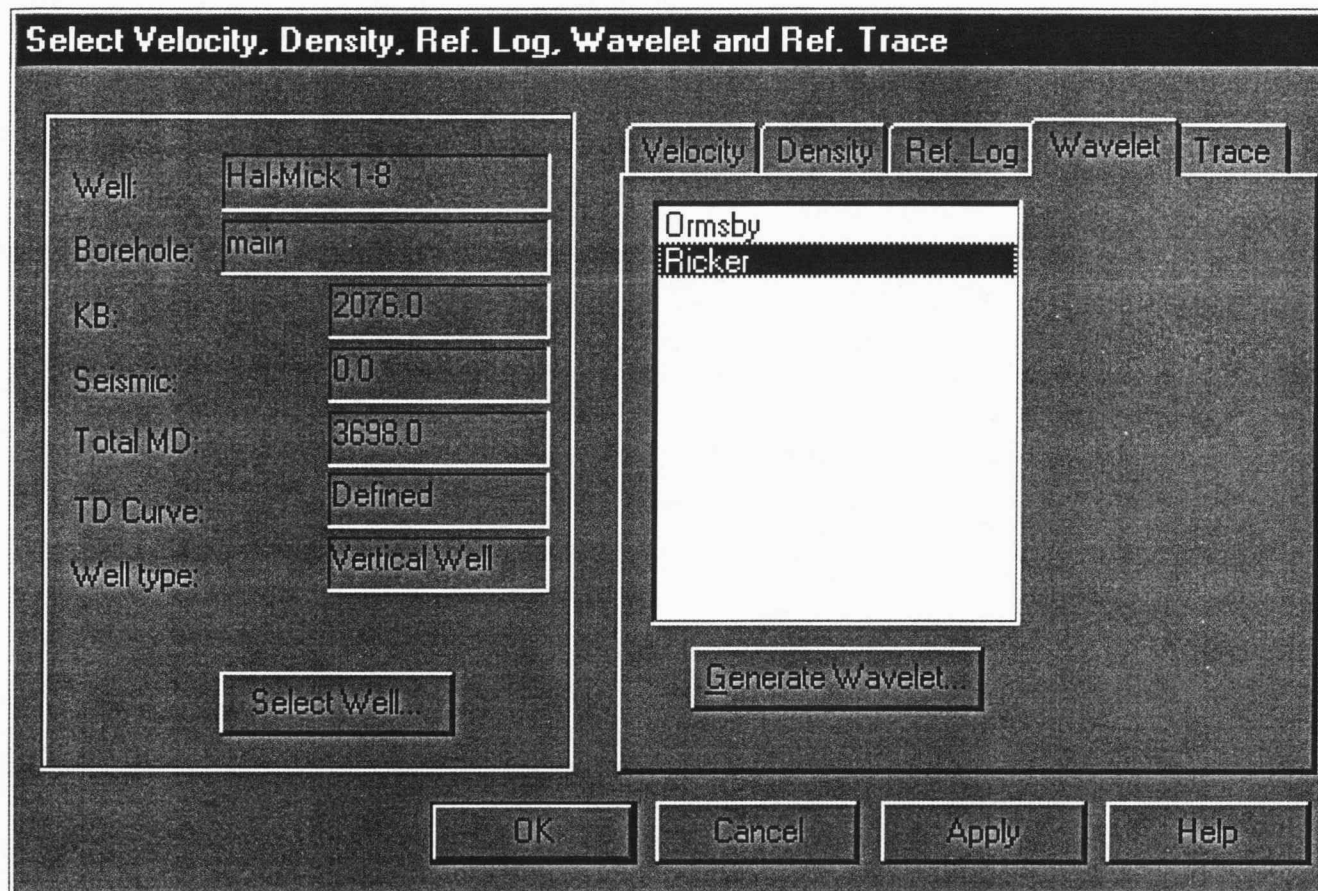 Select Velocity, Density, Ref. Log, Wavelet and Ref. Trace
Well: Hal-Mick 1-8
Borehole: main
KB: 2076.0
Seismic: 0.0
Total MD: 3698.0
TD Curve: Defined
Well type: Vertical Well
Select Well...
Velocity Density Ref. Log Wavelet Trace
Ormsby
Ricker
Generate Wavelet...
OK Cancel Apply Help